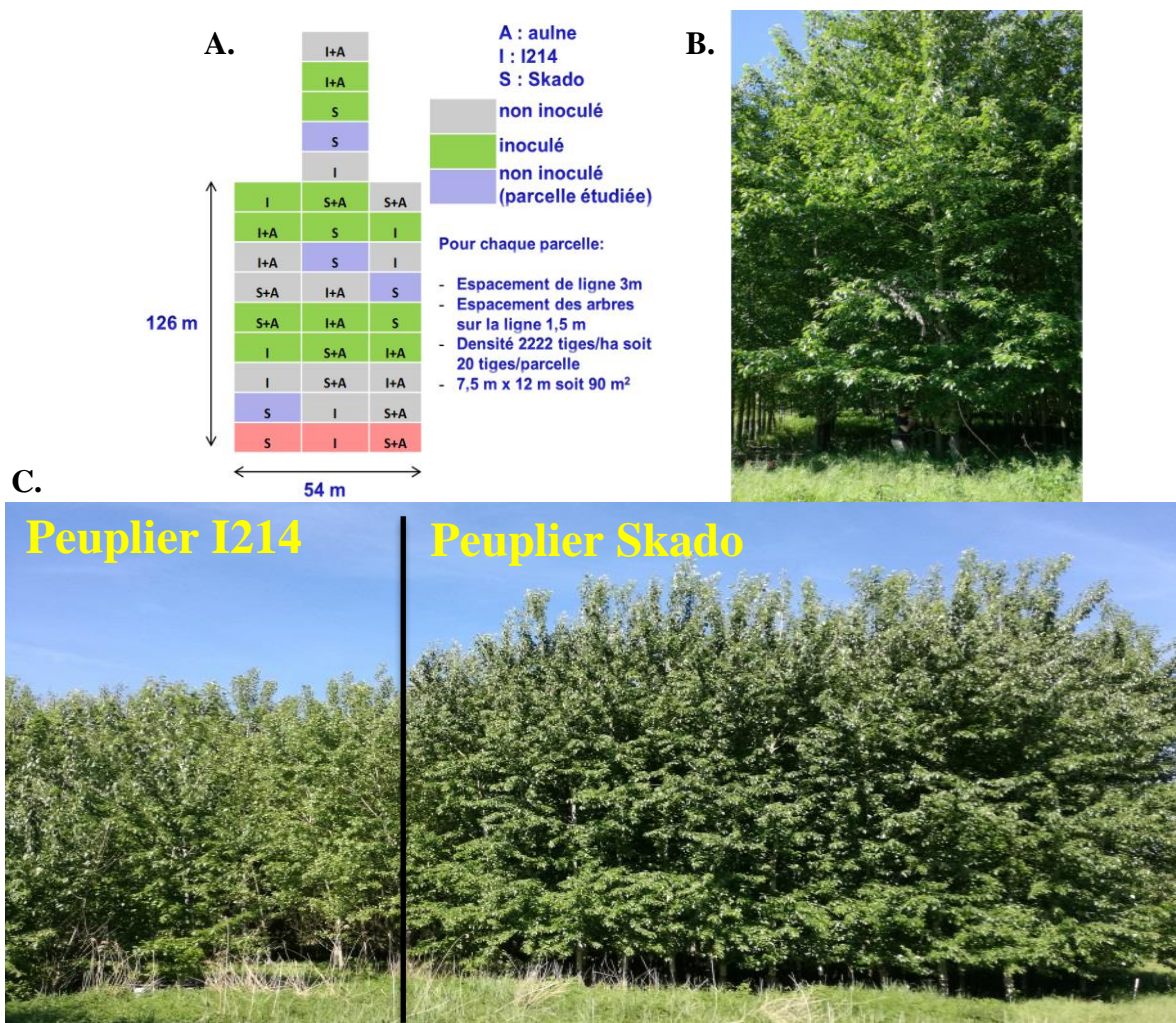 A.
B.
I+A
I+A
S
S
I
I S+A S+A
I+A S I
I+A S I
S+A I+A S
S+A I+A S
I S+A I+A
I S+A I+A
S I S+A
S I S+A
126 m
54 m
A : aulne
I : I214
S : Skado
non inoculé
inoculé
non inoculé
(parcelle étudiée)
Pour chaque parcelle:
- Espacement de ligne 3m
- Espacement des arbres
sur la ligne 1,5 m
- Densité 2222 tiges/ha soit
20 tiges/parcelle
- 7,5 m x 12 m soit 90 m²
C.
Peuplier I214
Peuplier Skado